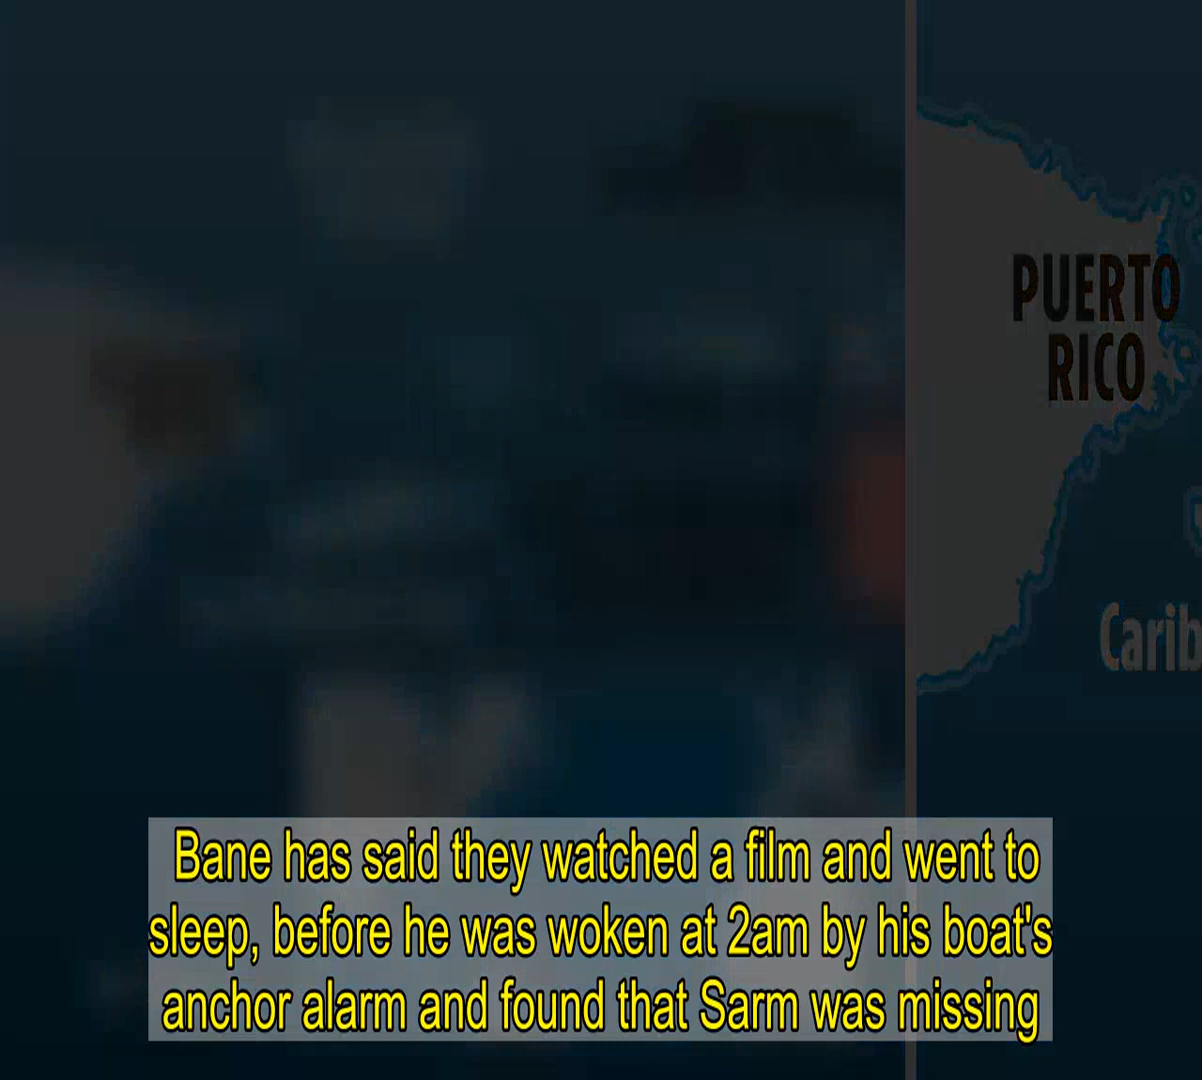 PUERTO
RICO
Carib
Bane has said they watched a film and went to
sleep, before he was woken at 2am by his boat's
anchor alarm and found that Sarm was missing